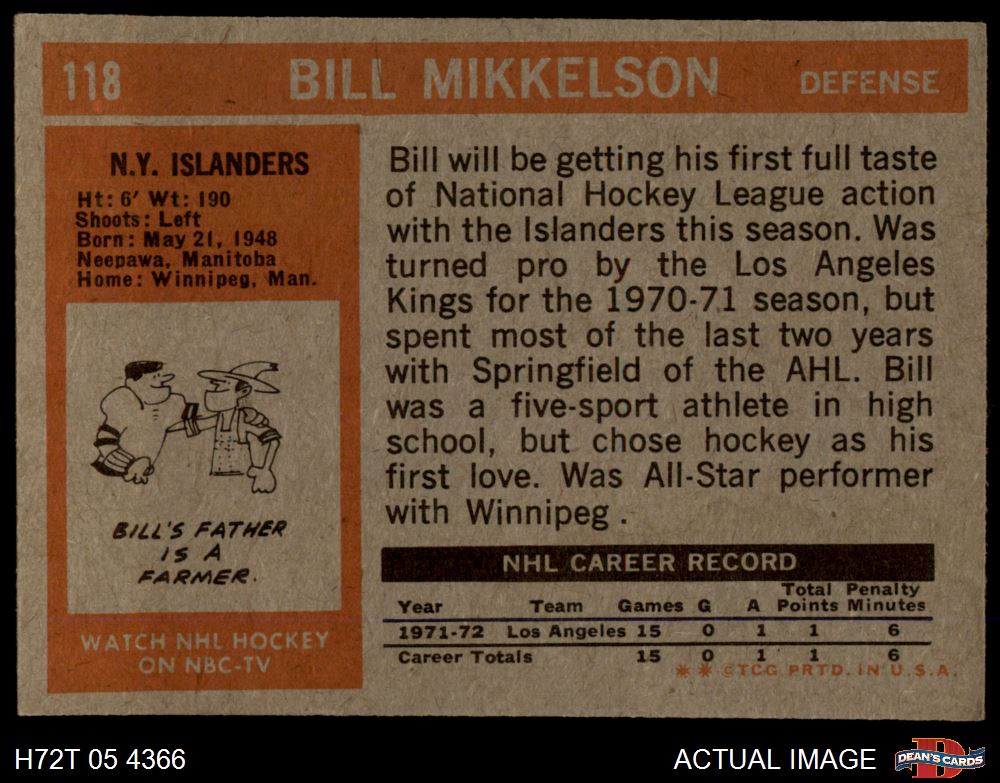 118 BILL MIKKELSON DEFENSE
N.Y. ISLANDERS
Ht: 6' Wt: 190
Shoots: Left
Born: May 21, 1948
Neepawa, Manitoba
Home: Winnipeg, Man.
BILL'S FATHER
IS A
FARMER.
WATCH NHL HOCKEY
ON NBC-TV
Bill will be getting his first full taste
of National Hockey League action
with the Islanders this season. Was
turned pro by the Los Angeles
Kings for the 1970-71 season, but
spent most of the last two years
with Springfield of the AHL. Bill
was a five-sport athlete in high
school, but chose hockey as his
first love. Was All-Star performer
with Winnipeg .
NHL CAREER RECORD
Year Team Games G A Total Points Penalty Minutes
1971-72 Los Angeles 15 0 1 1 6
Career Totals 15 0 1 1 6
* * ©TCG PRTD. IN U.S.A.
H72T 05 4366 ACTUAL IMAGE
D
DEAN'S CARDS